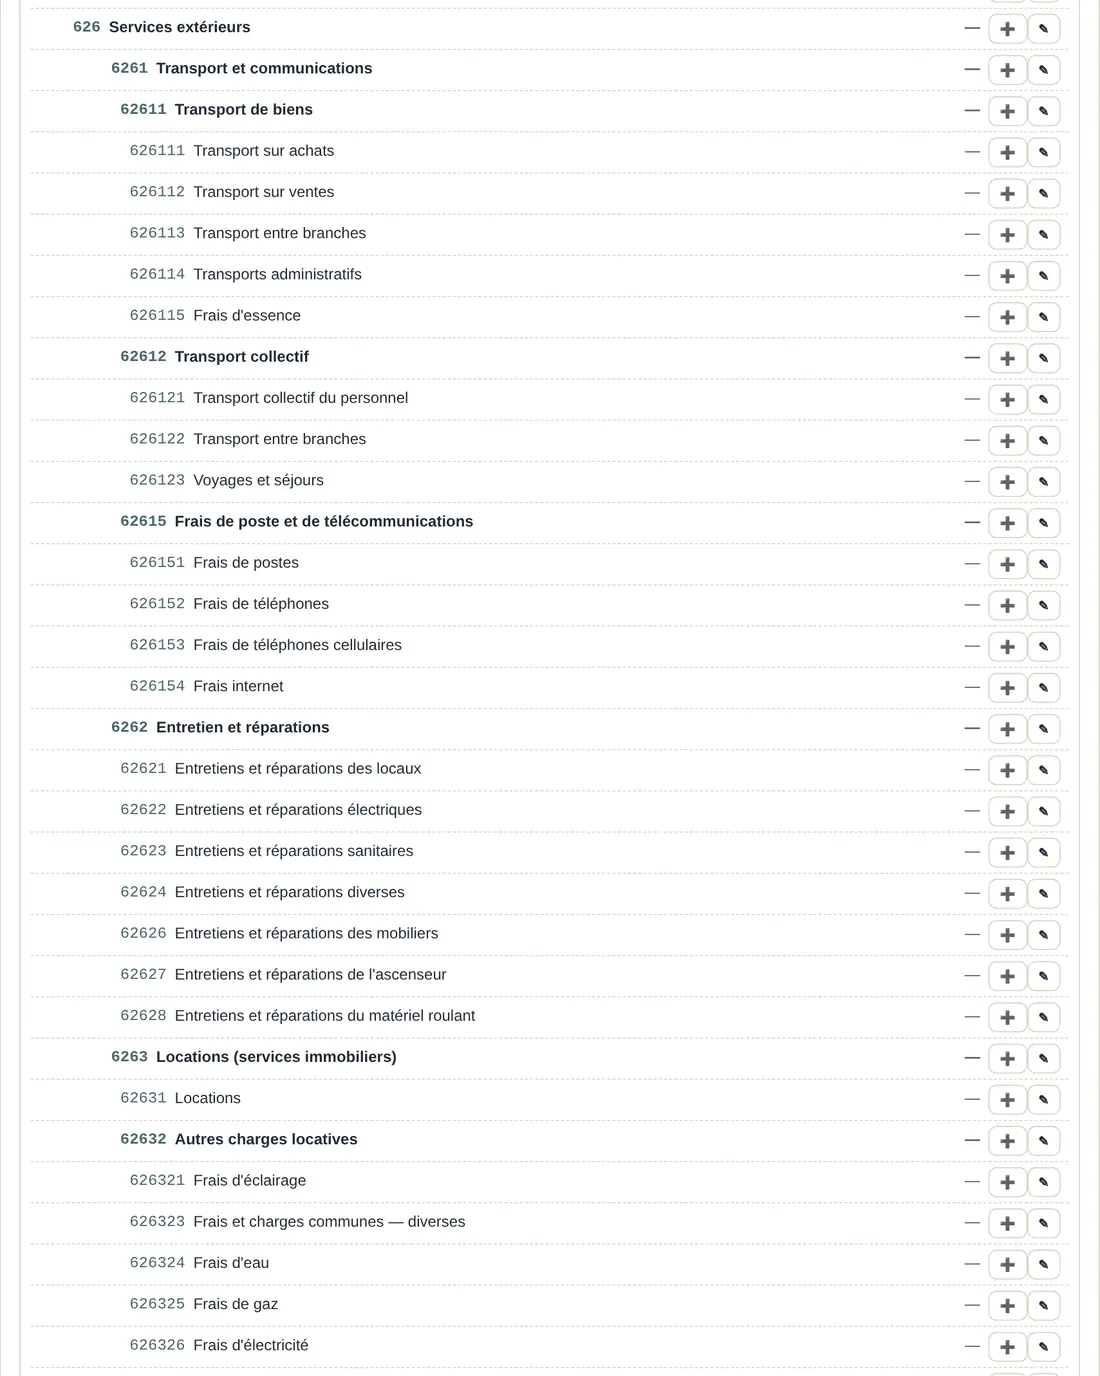 626 Services extérieurs — ➕ ✎
6261 Transport et communications — ➕ ✎
62611 Transport de biens — ➕ ✎
626111 Transport sur achats — ➕ ✎
626112 Transport sur ventes — ➕ ✎
626113 Transport entre branches — ➕ ✎
626114 Transports administratifs — ➕ ✎
626115 Frais d'essence — ➕ ✎
62612 Transport collectif — ➕ ✎
626121 Transport collectif du personnel — ➕ ✎
626122 Transport entre branches — ➕ ✎
626123 Voyages et séjours — ➕ ✎
62615 Frais de poste et de télécommunications — ➕ ✎
626151 Frais de postes — ➕ ✎
626152 Frais de téléphones — ➕ ✎
626153 Frais de téléphones cellulaires — ➕ ✎
626154 Frais internet — ➕ ✎
6262 Entretien et réparations — ➕ ✎
62621 Entretiens et réparations des locaux — ➕ ✎
62622 Entretiens et réparations électriques — ➕ ✎
62623 Entretiens et réparations sanitaires — ➕ ✎
62624 Entretiens et réparations diverses — ➕ ✎
62626 Entretiens et réparations des mobiliers — ➕ ✎
62627 Entretiens et réparations de l'ascenseur — ➕ ✎
62628 Entretiens et réparations du matériel roulant — ➕ ✎
6263 Locations (services immobiliers) — ➕ ✎
62631 Locations — ➕ ✎
62632 Autres charges locatives — ➕ ✎
626321 Frais d'éclairage — ➕ ✎
626323 Frais et charges communes — diverses — ➕ ✎
626324 Frais d'eau — ➕ ✎
626325 Frais de gaz — ➕ ✎
626326 Frais d'électricité — ➕ ✎